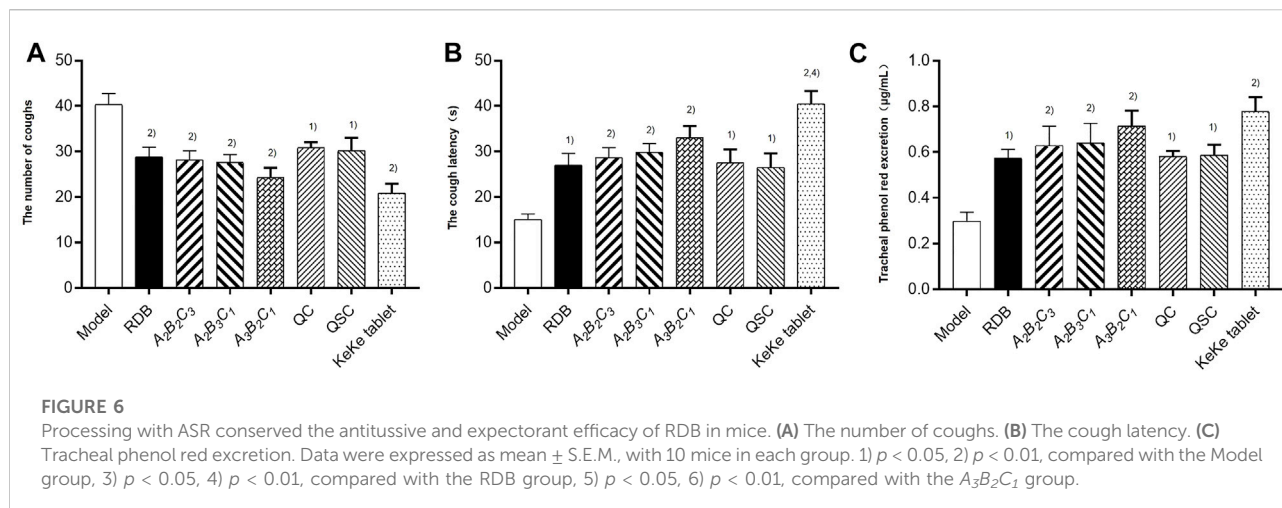 A
The number of coughs
50
40
30
20
10
0
2)
2)
2)
2)
1)
1)
2)
Model
RDB
A2B2C3
A2B3C1
A3B2C1
QC
QSC
KeKe tablet
B
The cough latency（s）
50
40
30
20
10
0
1)
2)
2)
2)
1)
1)
2,4)
Model
RDB
A2B2C3
A2B3C1
A3B2C1
QC
QSC
KeKe tablet
C
Tracheal phenol red excretion（μg/mL）
1.0
0.8
0.6
0.4
0.2
0.0
1)
2)
2)
2)
1)
1)
2)
Model
RDB
A2B2C3
A2B3C1
A3B2C1
QC
QSC
KeKe tablet
FIGURE 6
Processing with ASR conserved the antitussive and expectorant efficacy of RDB in mice. (A) The number of coughs. (B) The cough latency. (C)
Tracheal phenol red excretion. Data were expressed as mean ± S.E.M., with 10 mice in each group. 1) p < 0.05, 2) p < 0.01, compared with the Model
group, 3) p < 0.05, 4) p < 0.01, compared with the RDB group, 5) p < 0.05, 6) p < 0.01, compared with the A3B2C1 group.